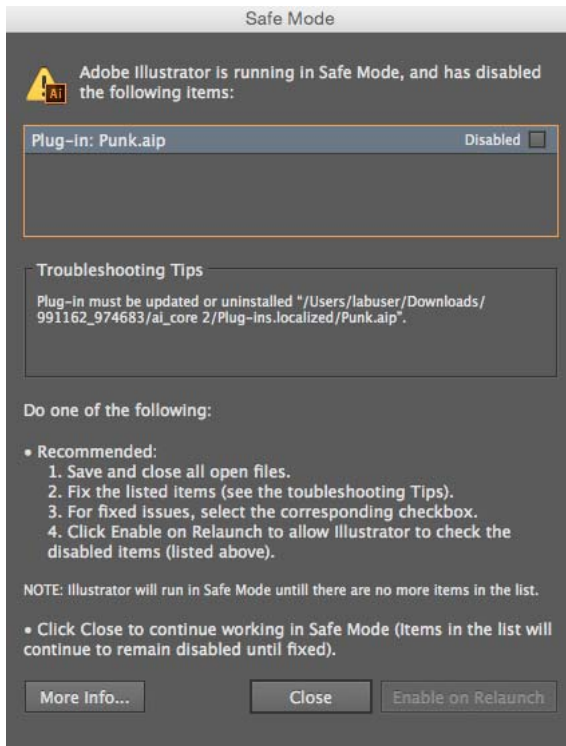 Safe Mode
Adobe Illustrator is running in Safe Mode, and has disabled
the following items:
Ai
Plug-in: Punk.aip Disabled
Troubleshooting Tips
Plug-in must be updated or uninstalled “/Users/labuser/Downloads/
991162_974683/ai_core 2/Plug-ins.localized/Punk.aip”.
Do one of the following:
• Recommended:
1. Save and close all open files.
2. Fix the listed items (see the toubleshooting Tips).
3. For fixed issues, select the corresponding checkbox.
4. Click Enable on Relaunch to allow Illustrator to check the
disabled items (listed above).
NOTE: Illustrator will run in Safe Mode untill there are no more items in the list.
• Click Close to continue working in Safe Mode (Items in the list will
continue to remain disabled until fixed).
More Info... Close Enable on Relaunch